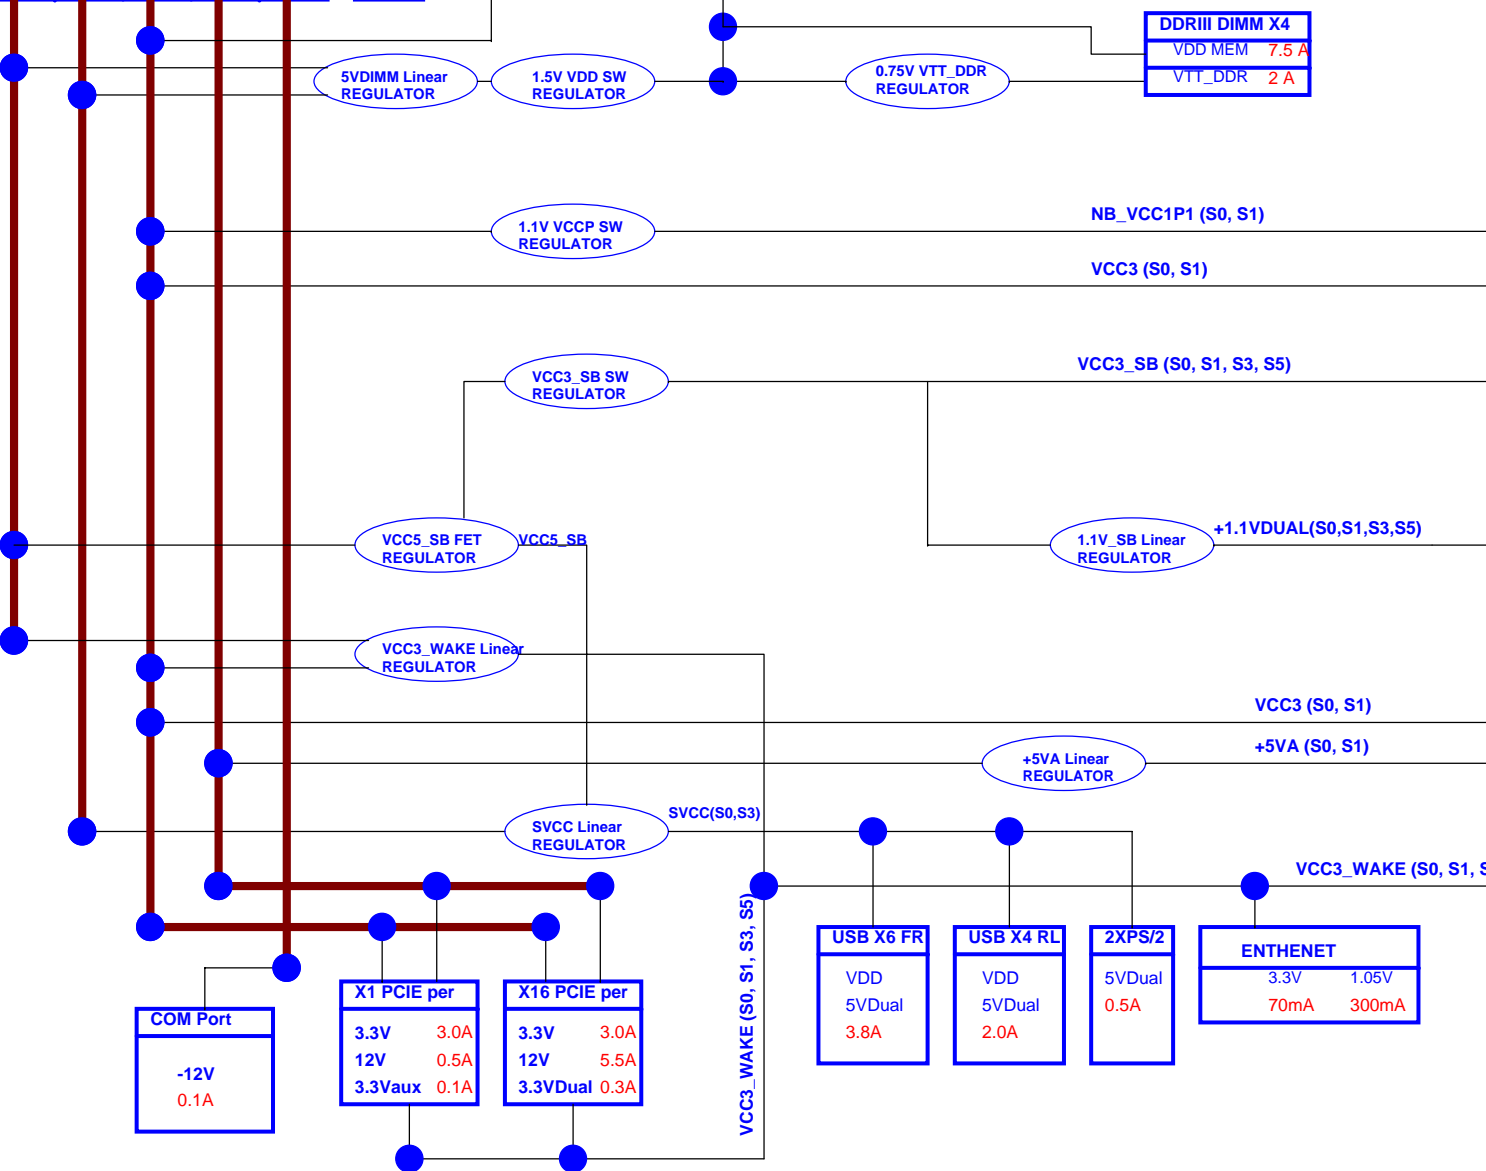 DDRIII DIMM X4
VDD MEM 7.5 A
VTT_DDR 2 A
5VDIMM Linear
REGULATOR
1.5V VDD SW
REGULATOR
0.75V VTT_DDR
REGULATOR
1.1V VCCP SW
REGULATOR
NB_VCC1P1 (S0, S1)
VCC3 (S0, S1)
VCC3_SB SW
REGULATOR
VCC3_SB (S0, S1, S3, S5)
VCC5_SB FET
REGULATOR
VCC5_SB
1.1V_SB Linear
REGULATOR
+1.1VDUAL(S0,S1,S3,S5)
VCC3_WAKE Linear
REGULATOR
VCC3 (S0, S1)
+5VA Linear
REGULATOR
+5VA (S0, S1)
SVCC Linear
REGULATOR
SVCC(S0,S3)
VCC3_WAKE (S0, S1, S
VCC3_WAKE (S0, S1, S3, S5)
USB X6 FR
VDD
5VDual
3.8A
USB X4 RL
VDD
5VDual
2.0A
2XPS/2
5VDual
0.5A
ENTHENET
3.3V 1.05V
70mA 300mA
COM Port
-12V
0.1A
X1 PCIE per
3.3V 3.0A
12V 0.5A
3.3Vaux 0.1A
X16 PCIE per
3.3V 3.0A
12V 5.5A
3.3VDual 0.3A